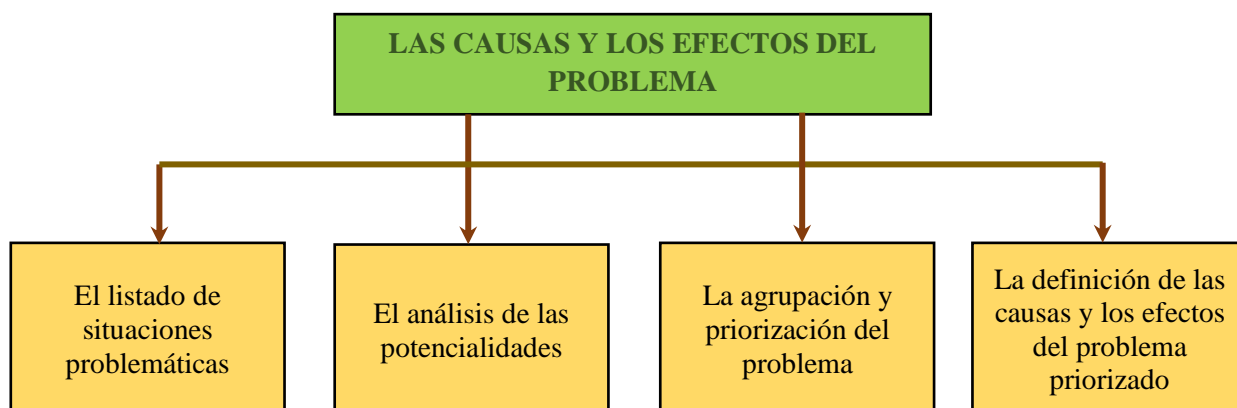 LAS CAUSAS Y LOS EFECTOS DEL
PROBLEMA
El listado de
situaciones
problemáticas
El análisis de las
potencialidades
La agrupación y
priorización del
problema
La definición de las
causas y los efectos
del problema
priorizado